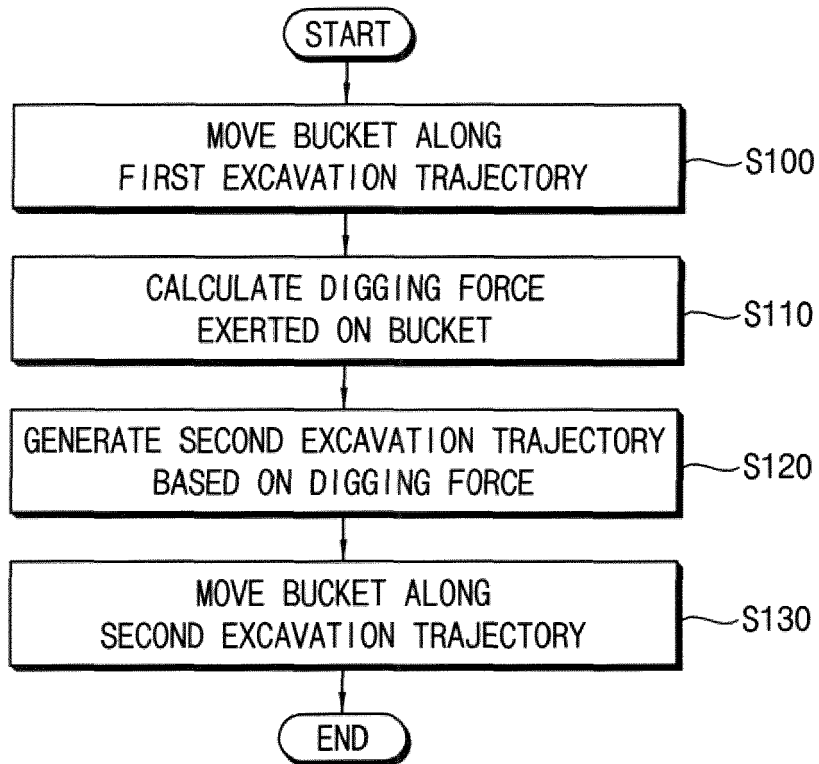 START
MOVE BUCKET ALONG
FIRST EXCAVATION TRAJECTORY
S100
CALCULATE DIGGING FORCE
EXERTED ON BUCKET
S110
GENERATE SECOND EXCAVATION TRAJECTORY
BASED ON DIGGING FORCE
S120
MOVE BUCKET ALONG
SECOND EXCAVATION TRAJECTORY
S130
END